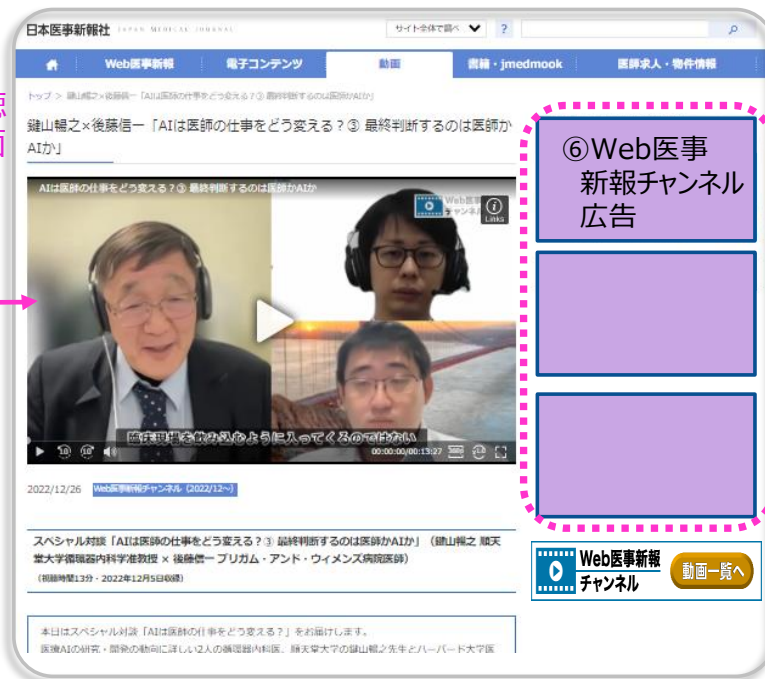 日本医事新報社 JAPAN MEDICAL JOURNAL
サイト全体で調べ ?
Web医事新報 電子コンテンツ 動画 書籍・jmedmook 医師求人・物件情報
トップ > 鍵山暢之×後藤信一「AIは医師の仕事をどう変える?③ 最終判断するのは医師かAIか」
鍵山暢之×後藤信一「AIは医師の仕事をどう変える?③ 最終判断するのは医師か
AIか」
AIは医師の仕事をどう変える?③ 最終判断するのは医師かAIか
Links
臨床現場を飲み込むように入ってくるのではない
00:00:00/00:13:27
2022/12/26 Web医事新報チャンネル(2022/12~)
スペシャル対談「AIは医師の仕事をどう変える?③ 最終判断するのは医師かAIか」(鍵山暢之 順天
堂大学循環器内科学准教授 × 後藤信一 ブリガム・アンド・ウィメンズ病院医師)
(視聴時間13分・2022年12月5日収録)
本日はスペシャル対談「AIは医師の仕事をどう変える?」をお届けします。
医療AIの研究・開発の動向に詳しい2人の循環器内科医、順天堂大学の鍵山暢之先生とハーバード大学医
⑥Web医事
新報チャンネル
広告
Web医事新報
チャンネル
動画一覧へ